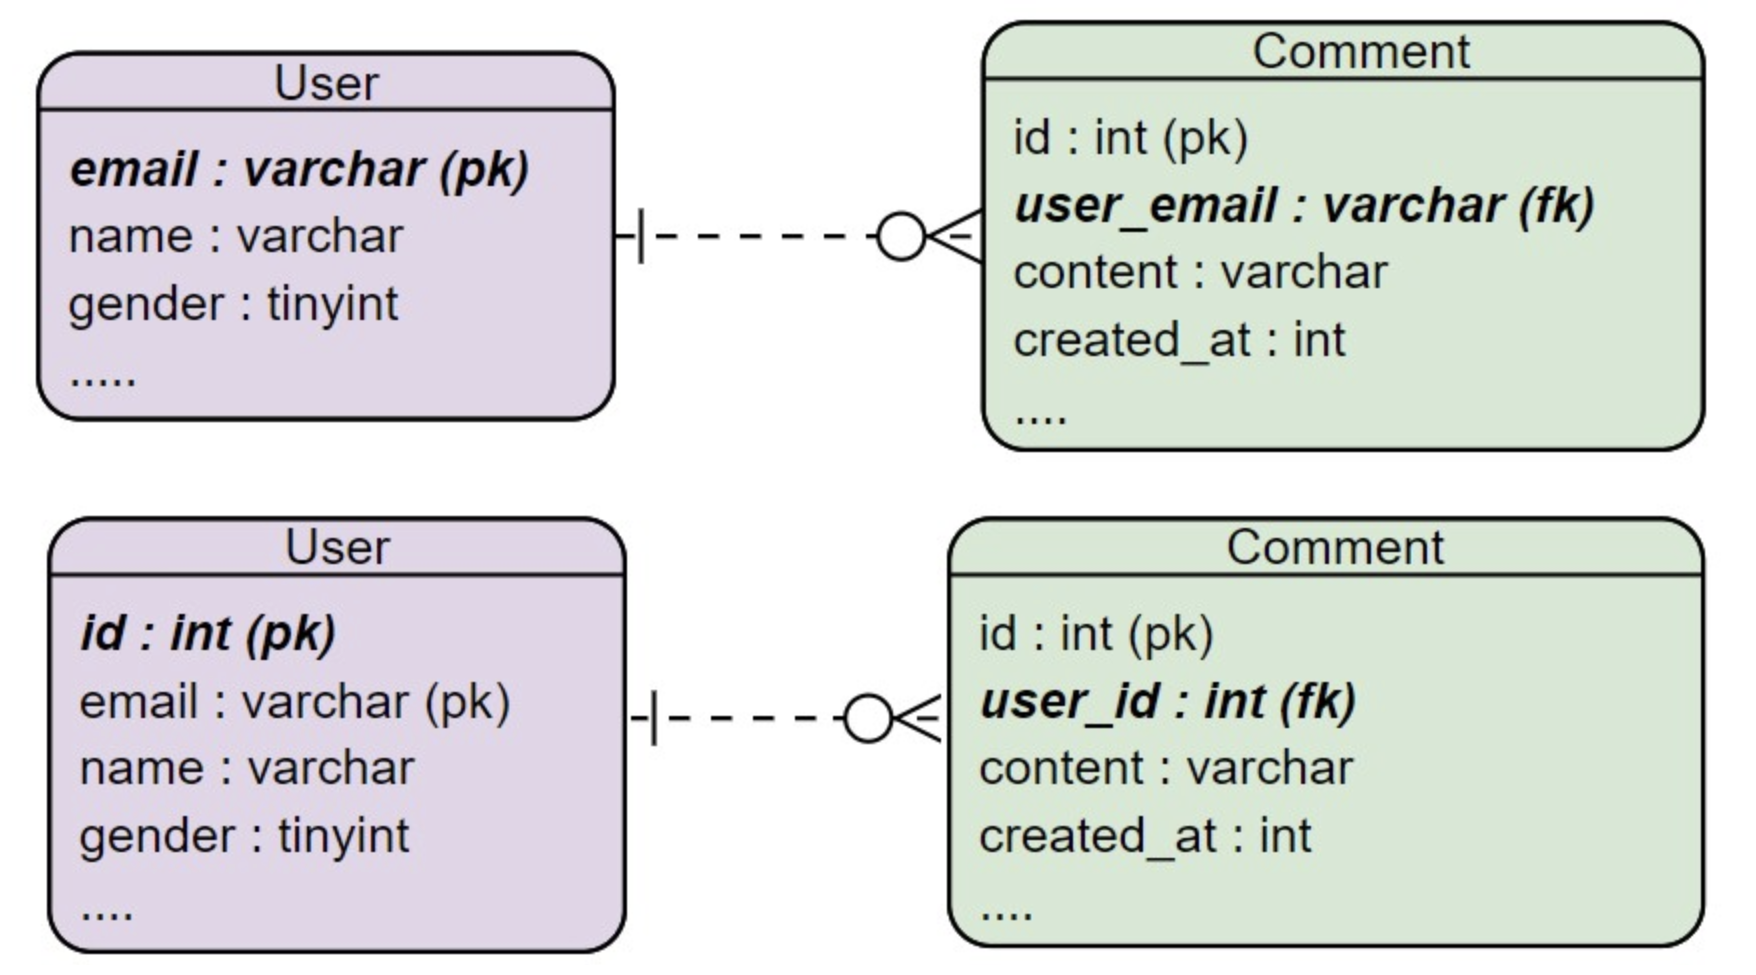 User
email : varchar (pk)
name : varchar
gender : tinyint
.....
Comment
id : int (pk)
user_email : varchar (fk)
content : varchar
created_at : int
....
User
id : int (pk)
email : varchar (pk)
name : varchar
gender : tinyint
....
Comment
id : int (pk)
user_id : int (fk)
content : varchar
created_at : int
....